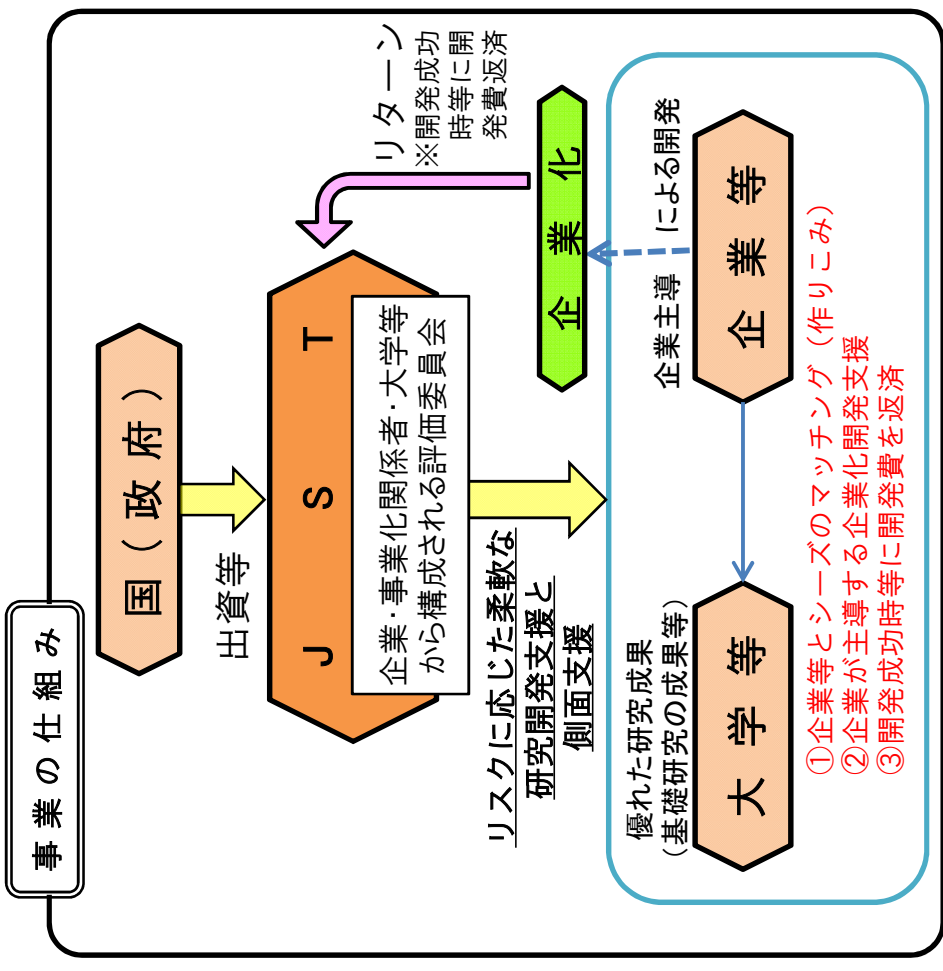 事業の仕組み
国(政府)
出資等
JST
企業・事業化関係者・大学等
から構成される評価委員会
リターン
※開発成功
時等に開
発費返済
リスクに応じた柔軟な
研究開発支援と
側面支援
企業化
企業主導 による開発
優れた研究成果
(基礎研究の成果等)
大学等
企業等
①企業等とシーズのマッチング(作りこみ)
②企業が主導する企業化開発支援
③開発成功時等に開発費を返済